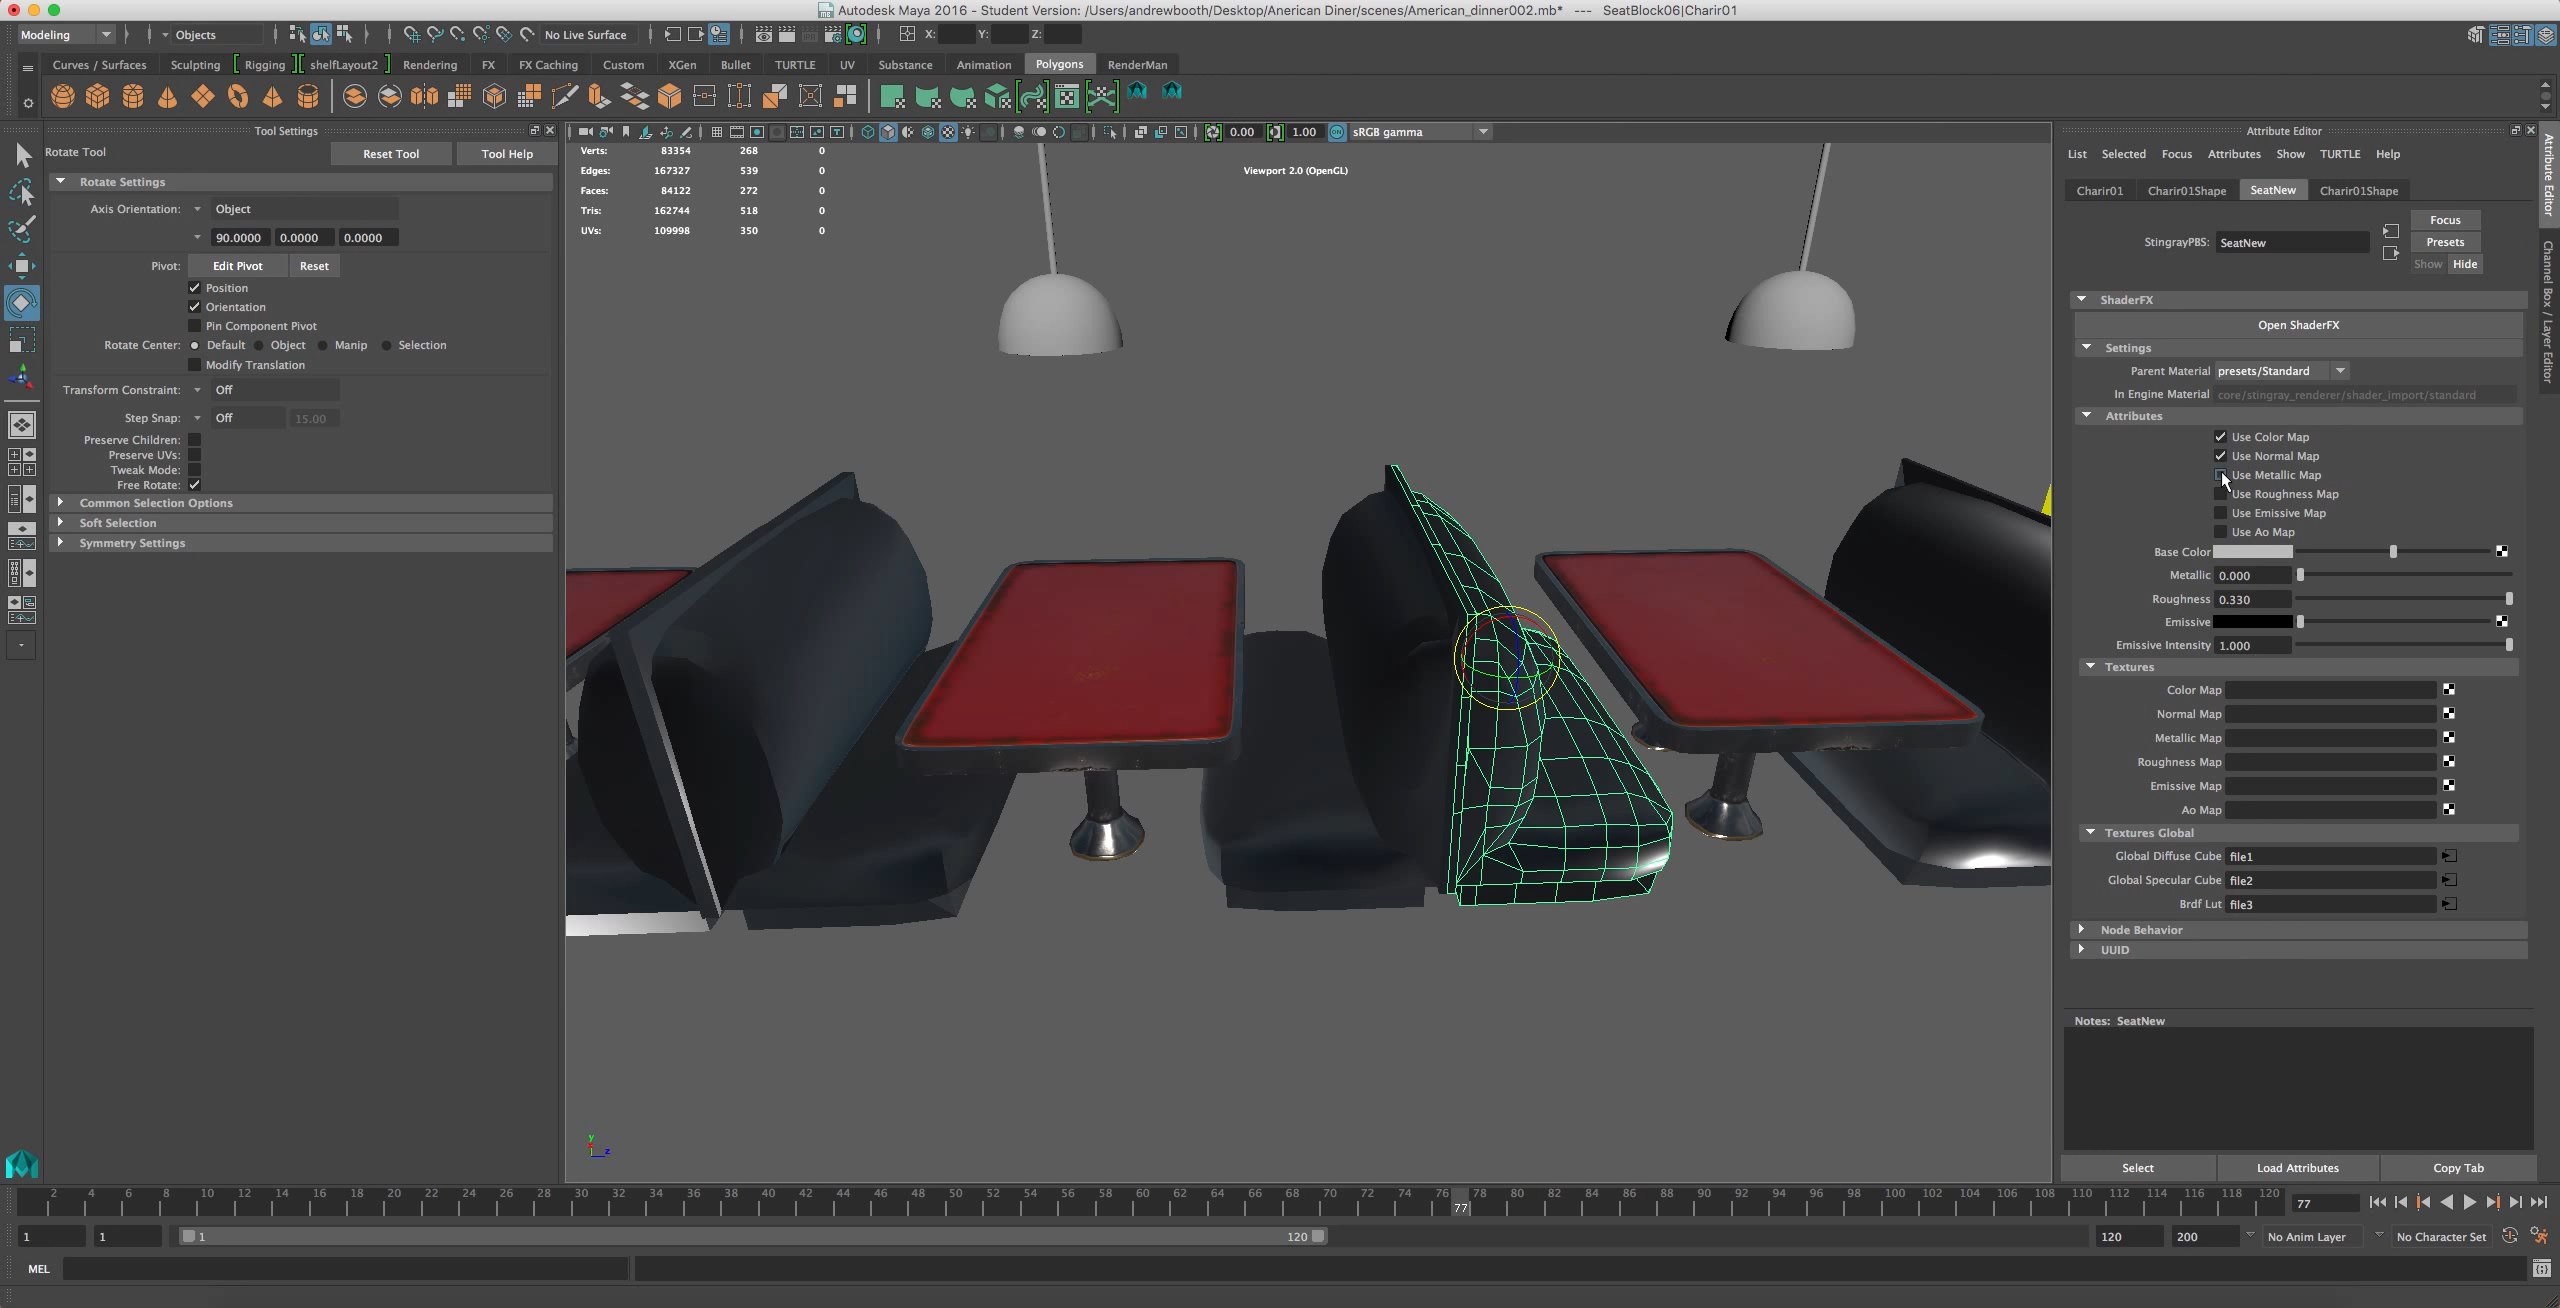 Autodesk Maya 2016 - Student Version: /Users/andrewbooth/Desktop/Anerican Diner/scenes/American_dinner002.mb* --- SeatBlock06|Charir01
Modeling Objects No Live Surface X: Y: Z:
Curves / Surfaces Sculpting Rigging shelfLayout2 Rendering FX FX Caching Custom XGen Bullet TURTLE UV Substance Animation Polygons RenderMan
Tool Settings
Rotate Tool Reset Tool Tool Help
Rotate Settings
Axis Orientation: Object
90.0000 0.0000 0.0000
Pivot: Edit Pivot Reset
Position
Orientation
Pin Component Pivot
Rotate Center: Default Object Manip Selection
Modify Translation
Transform Constraint: Off
Step Snap: Off 15.00
Preserve Children:
Preserve UVs:
Tweak Mode:
Free Rotate:
Common Selection Options
Soft Selection
Symmetry Settings
0.00 1.00 ON sRGB gamma
Verts: 83354 268 0
Edges: 167327 539 0
Faces: 84122 272 0
Tris: 162744 518 0
UVs: 109998 350 0
Viewport 2.0 (OpenGL)
y
z
Attribute Editor
List Selected Focus Attributes Show TURTLE Help
Charir01 Charir01Shape SeatNew Charir01Shape
Focus
StingrayPBS: SeatNew Presets
Show Hide
ShaderFX
Open ShaderFX
Settings
Parent Material presets/Standard
In Engine Material core/stingray_renderer/shader_import/standard
Attributes
Use Color Map
Use Normal Map
Use Metallic Map
Use Roughness Map
Use Emissive Map
Use Ao Map
Base Color
Metallic 0.000
Roughness 0.330
Emissive
Emissive Intensity 1.000
Textures
Color Map
Normal Map
Metallic Map
Roughness Map
Emissive Map
Ao Map
Textures Global
Global Diffuse Cube file1
Global Specular Cube file2
Brdf Lut file3
Node Behavior
UUID
Notes: SeatNew
Select Load Attributes Copy Tab
Attribute Editor
Channel Box / Layer Editor
2 4 6 8 10 12 14 16 18 20 22 24 26 28 30 32 34 36 38 40 42 44 46 48 50 52 54 56 58 60 62 64 66 68 70 72 74 76 78 80 82 84 86 88 90 92 94 96 98 100 102 104 106 108 110 112 114 116 118 120
77 77
1 1 1 120 120 200 No Anim Layer No Character Set
MEL